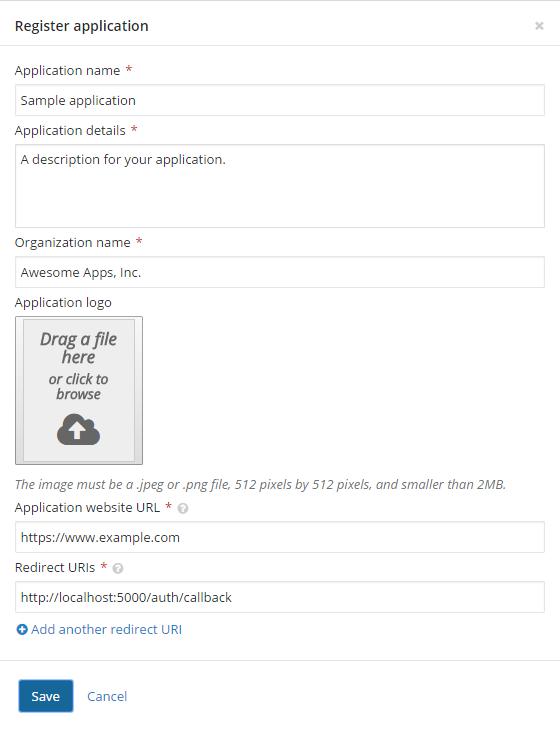 Register application ×
Application name *
Sample application
Application details *
A description for your application.
Organization name *
Awesome Apps, Inc.
Application logo
Drag a file
here
or click to
browse
The image must be a .jpeg or .png file, 512 pixels by 512 pixels, and smaller than 2MB.
Application website URL * ?
https://www.example.com
Redirect URIs * ?
http://localhost:5000/auth/callback
Add another redirect URI
Save Cancel